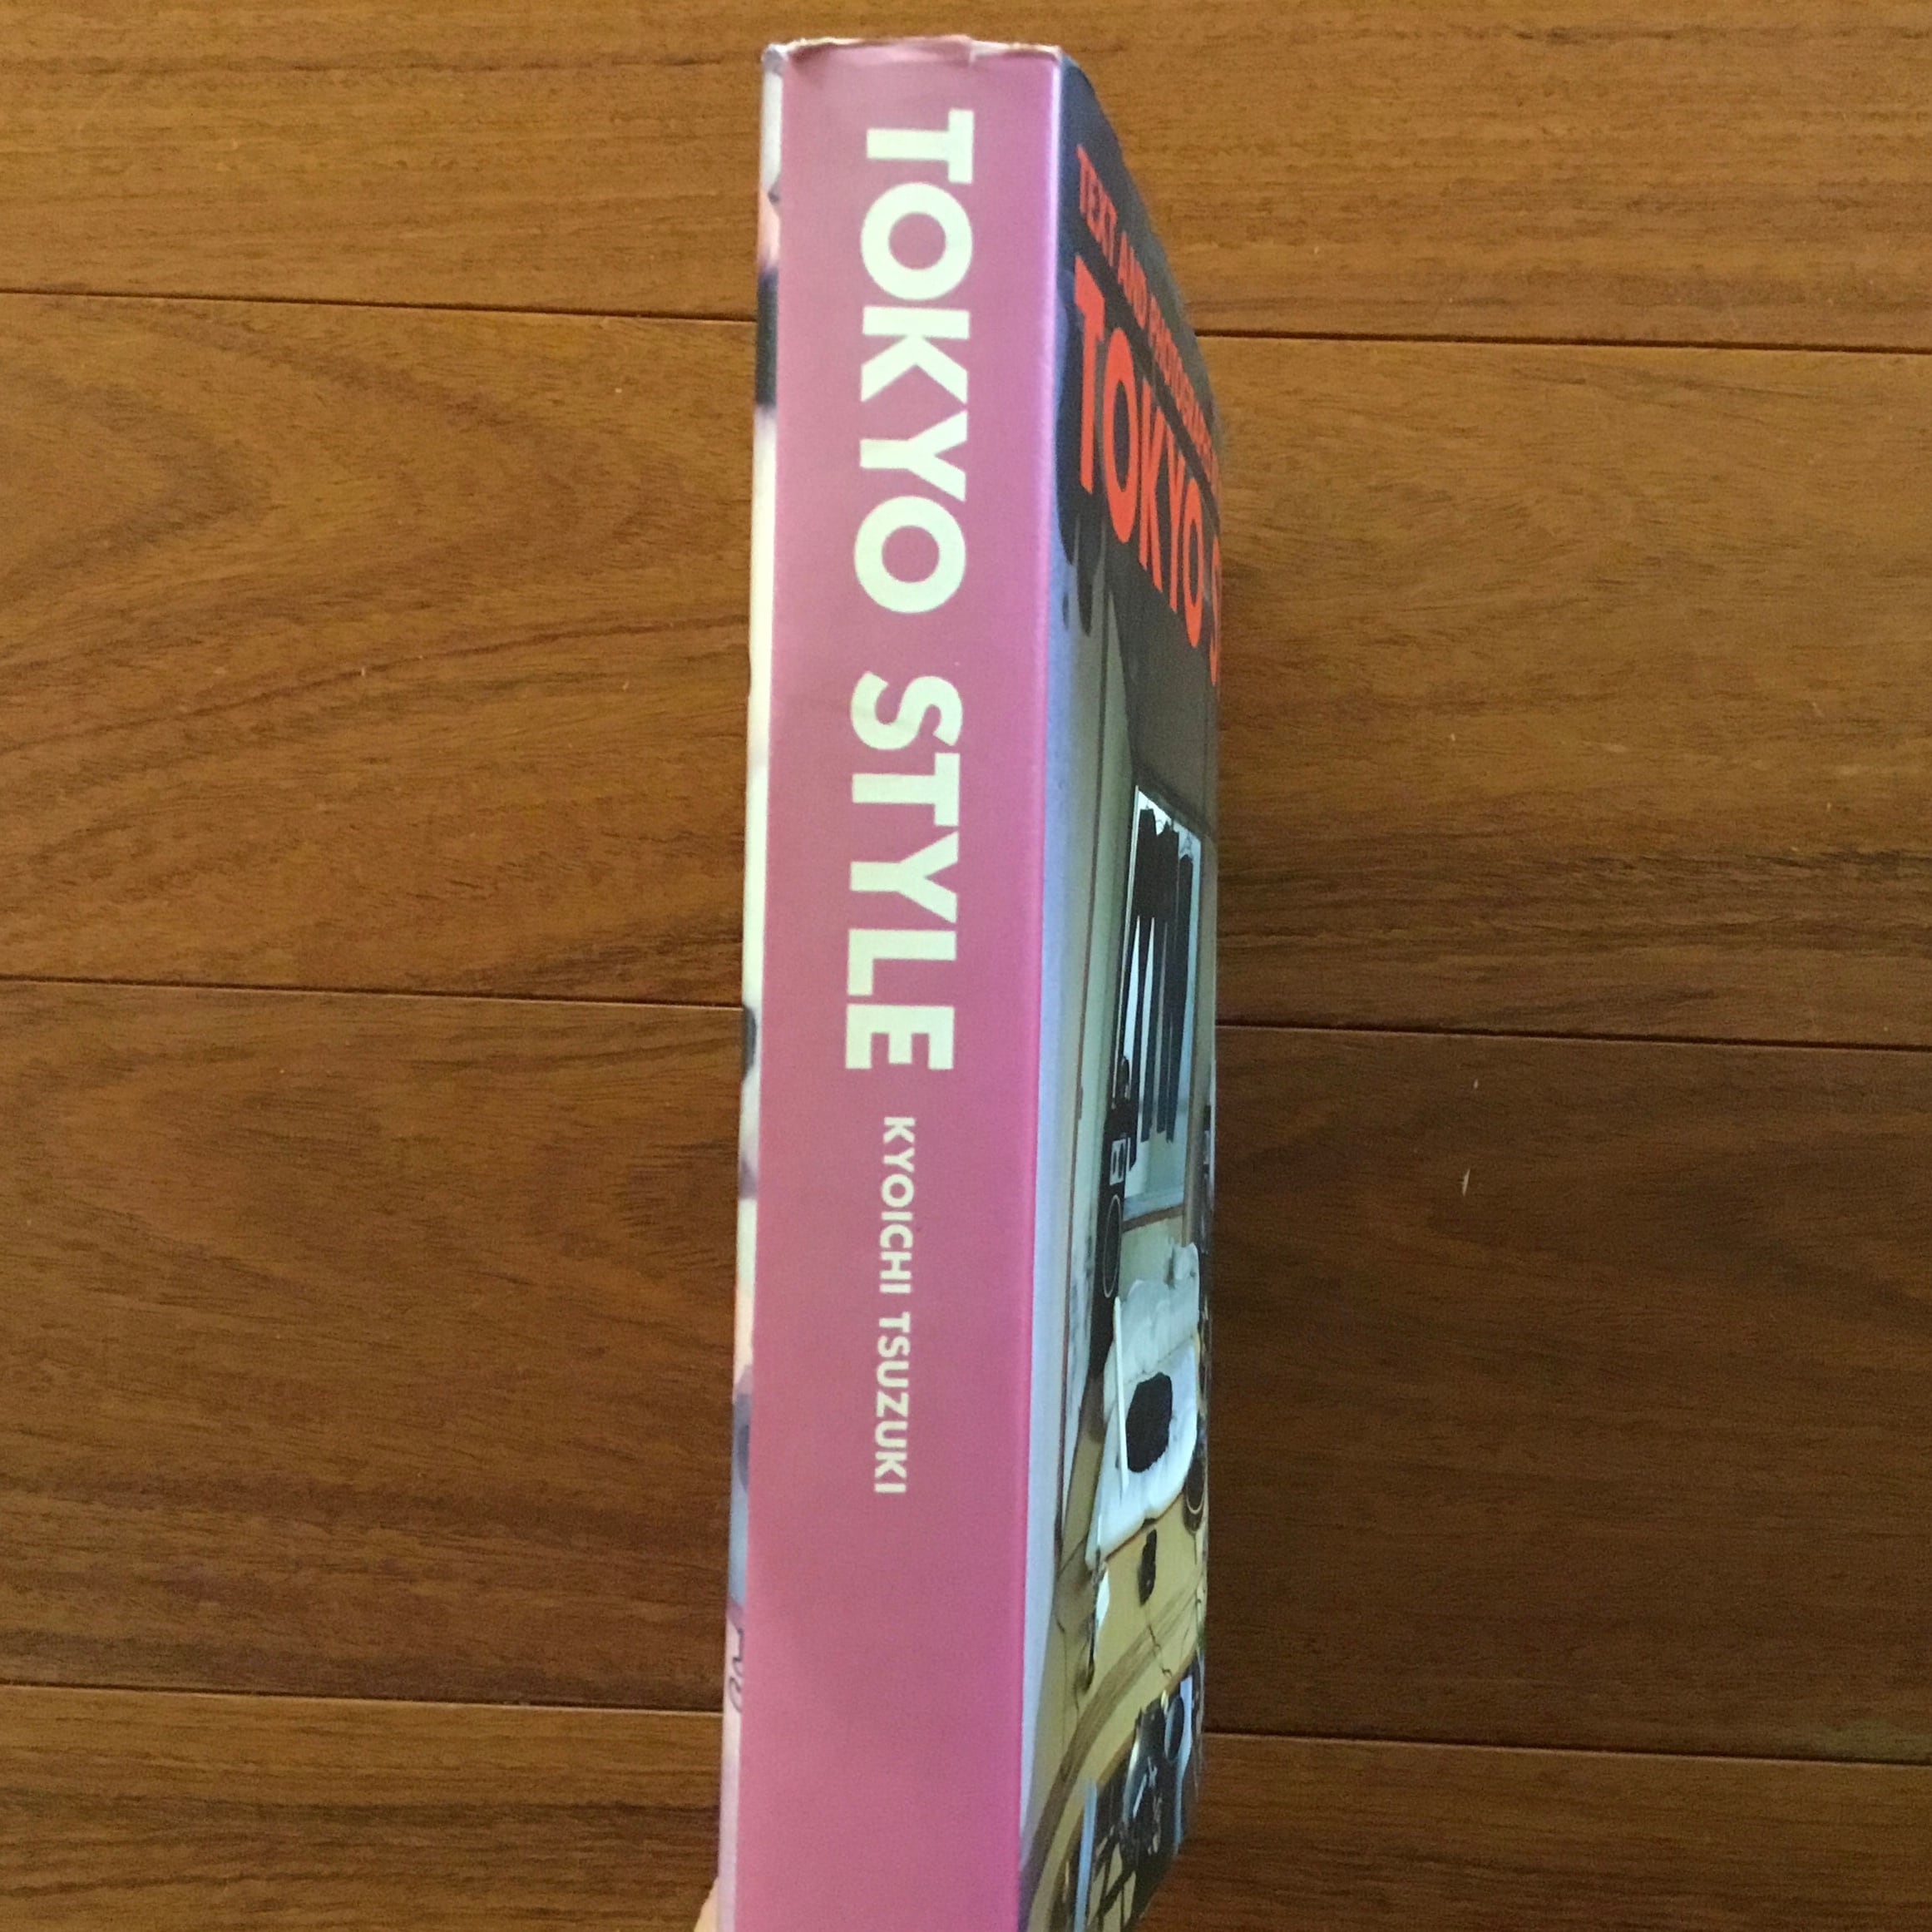 TOKYO STYLE KYOICHI TSUZUKI
TEXT AND
TOKYO S